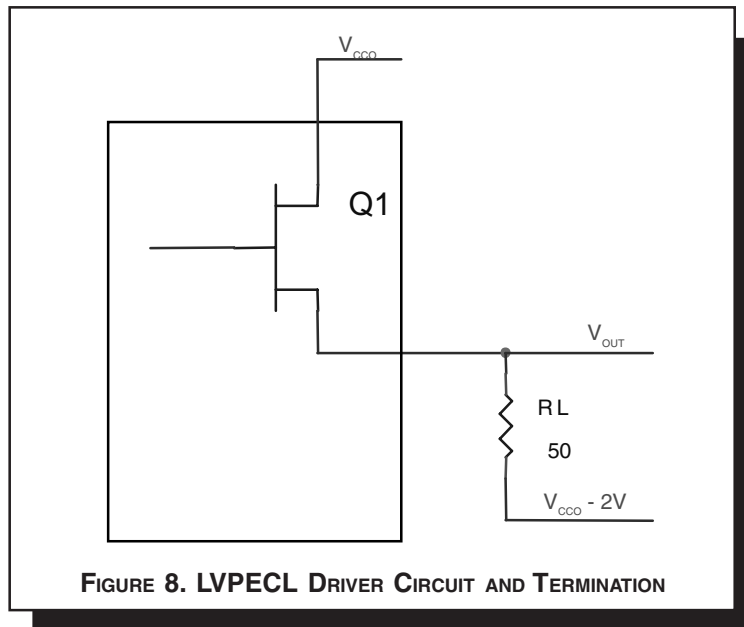 V_CCO
Q1
V_OUT
RL
50
V_CCO - 2V
FIGURE 8. LVPECL DRIVER CIRCUIT AND TERMINATION